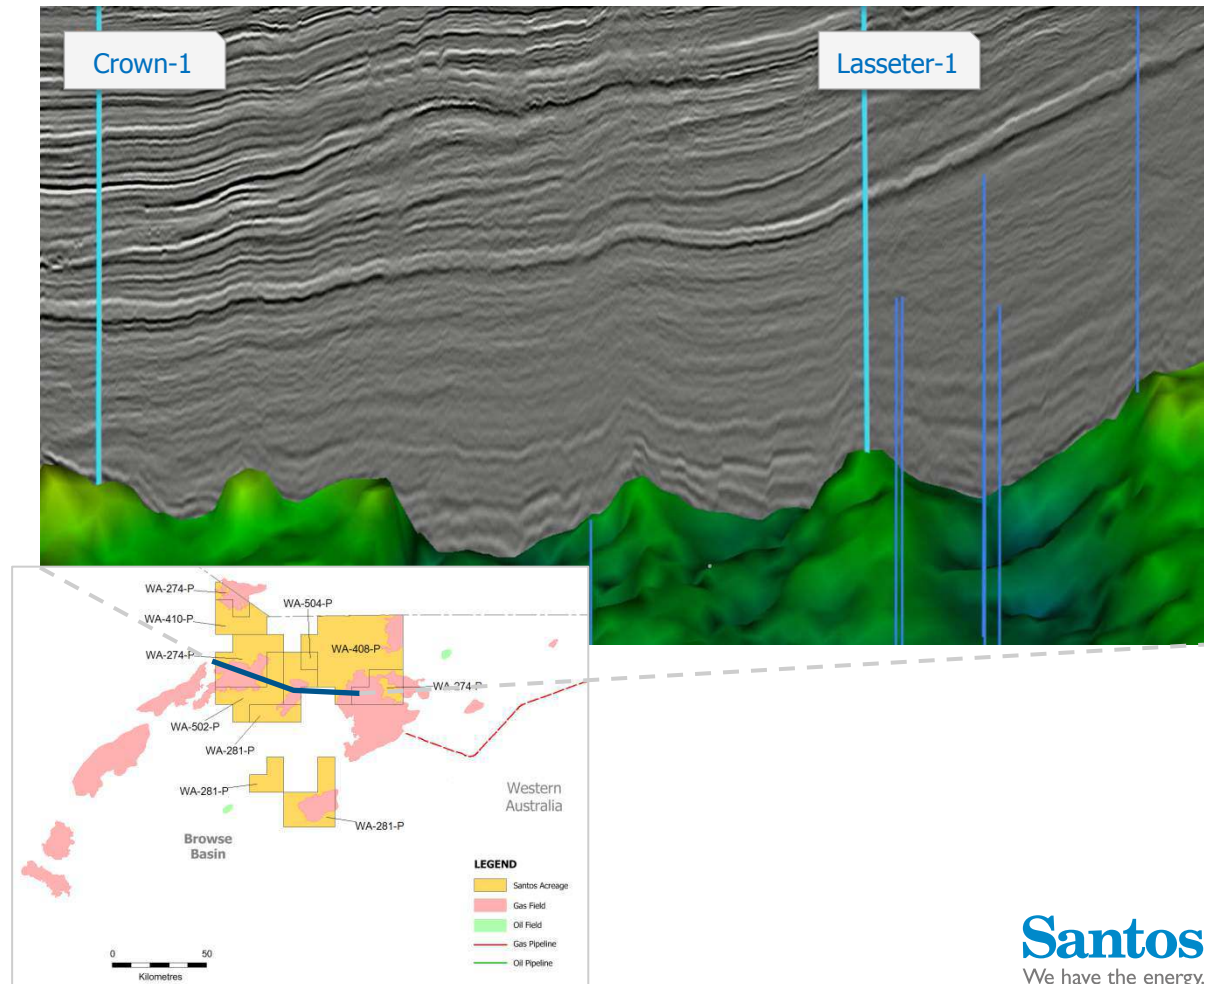 Crown-1
Lasseter-1
WA-274-P
WA-504-P
WA-410-P
WA-274-P
WA-408-P
WA-274-P
WA-502-P
WA-281-P
WA-281-P
WA-281-P
Western
Australia
Browse
Basin
LEGEND
Santos Acreage
Gas Field
Oil Field
Gas Pipeline
Oil Pipeline
0 50
Kilometres
Santos
We have the energy.